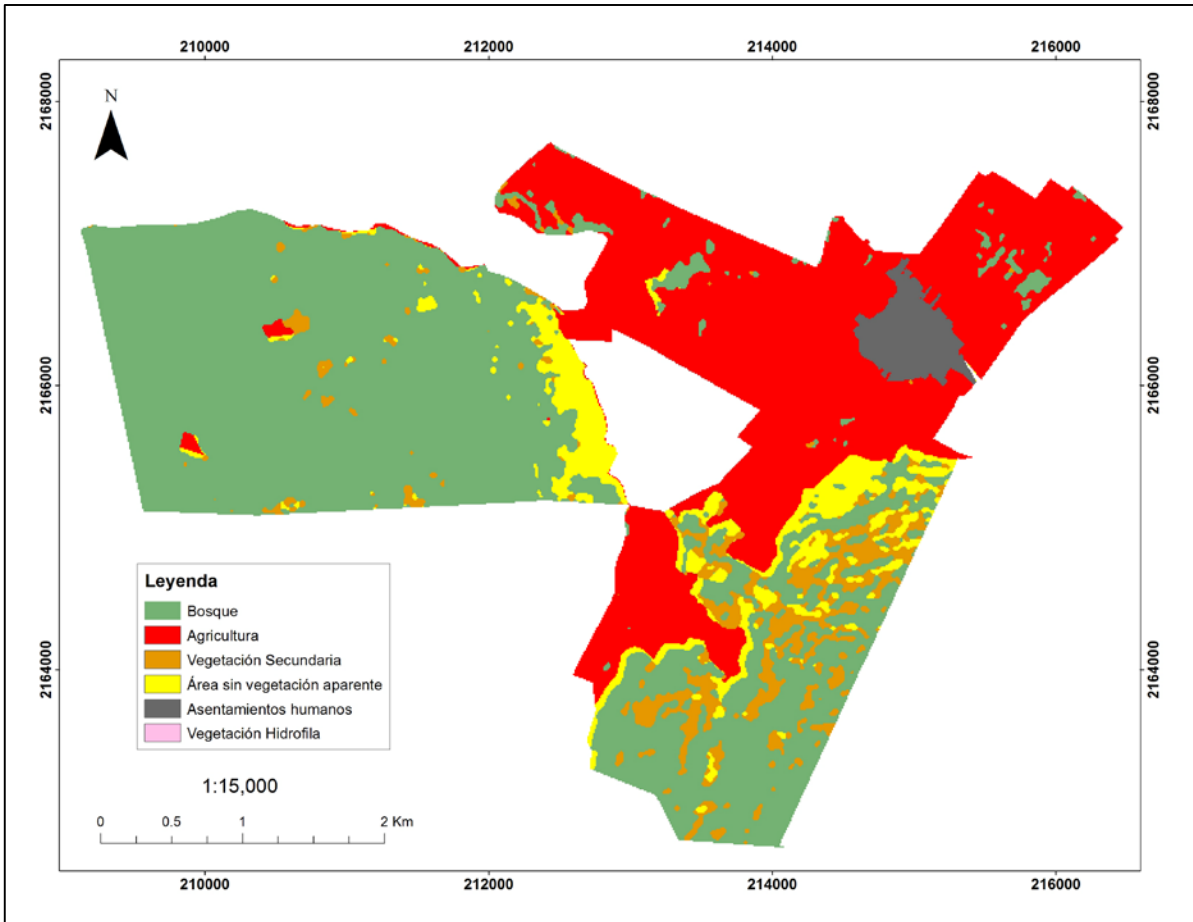 210000 212000 214000 216000
2168000 2168000
N
2166000 2166000
Leyenda
Bosque
Agricultura
Vegetación Secundaria
Área sin vegetación aparente
Asentamientos humanos
Vegetación Hidrofila
2164000 2164000
1:15,000
0 0.5 1 2 Km
210000 212000 214000 216000